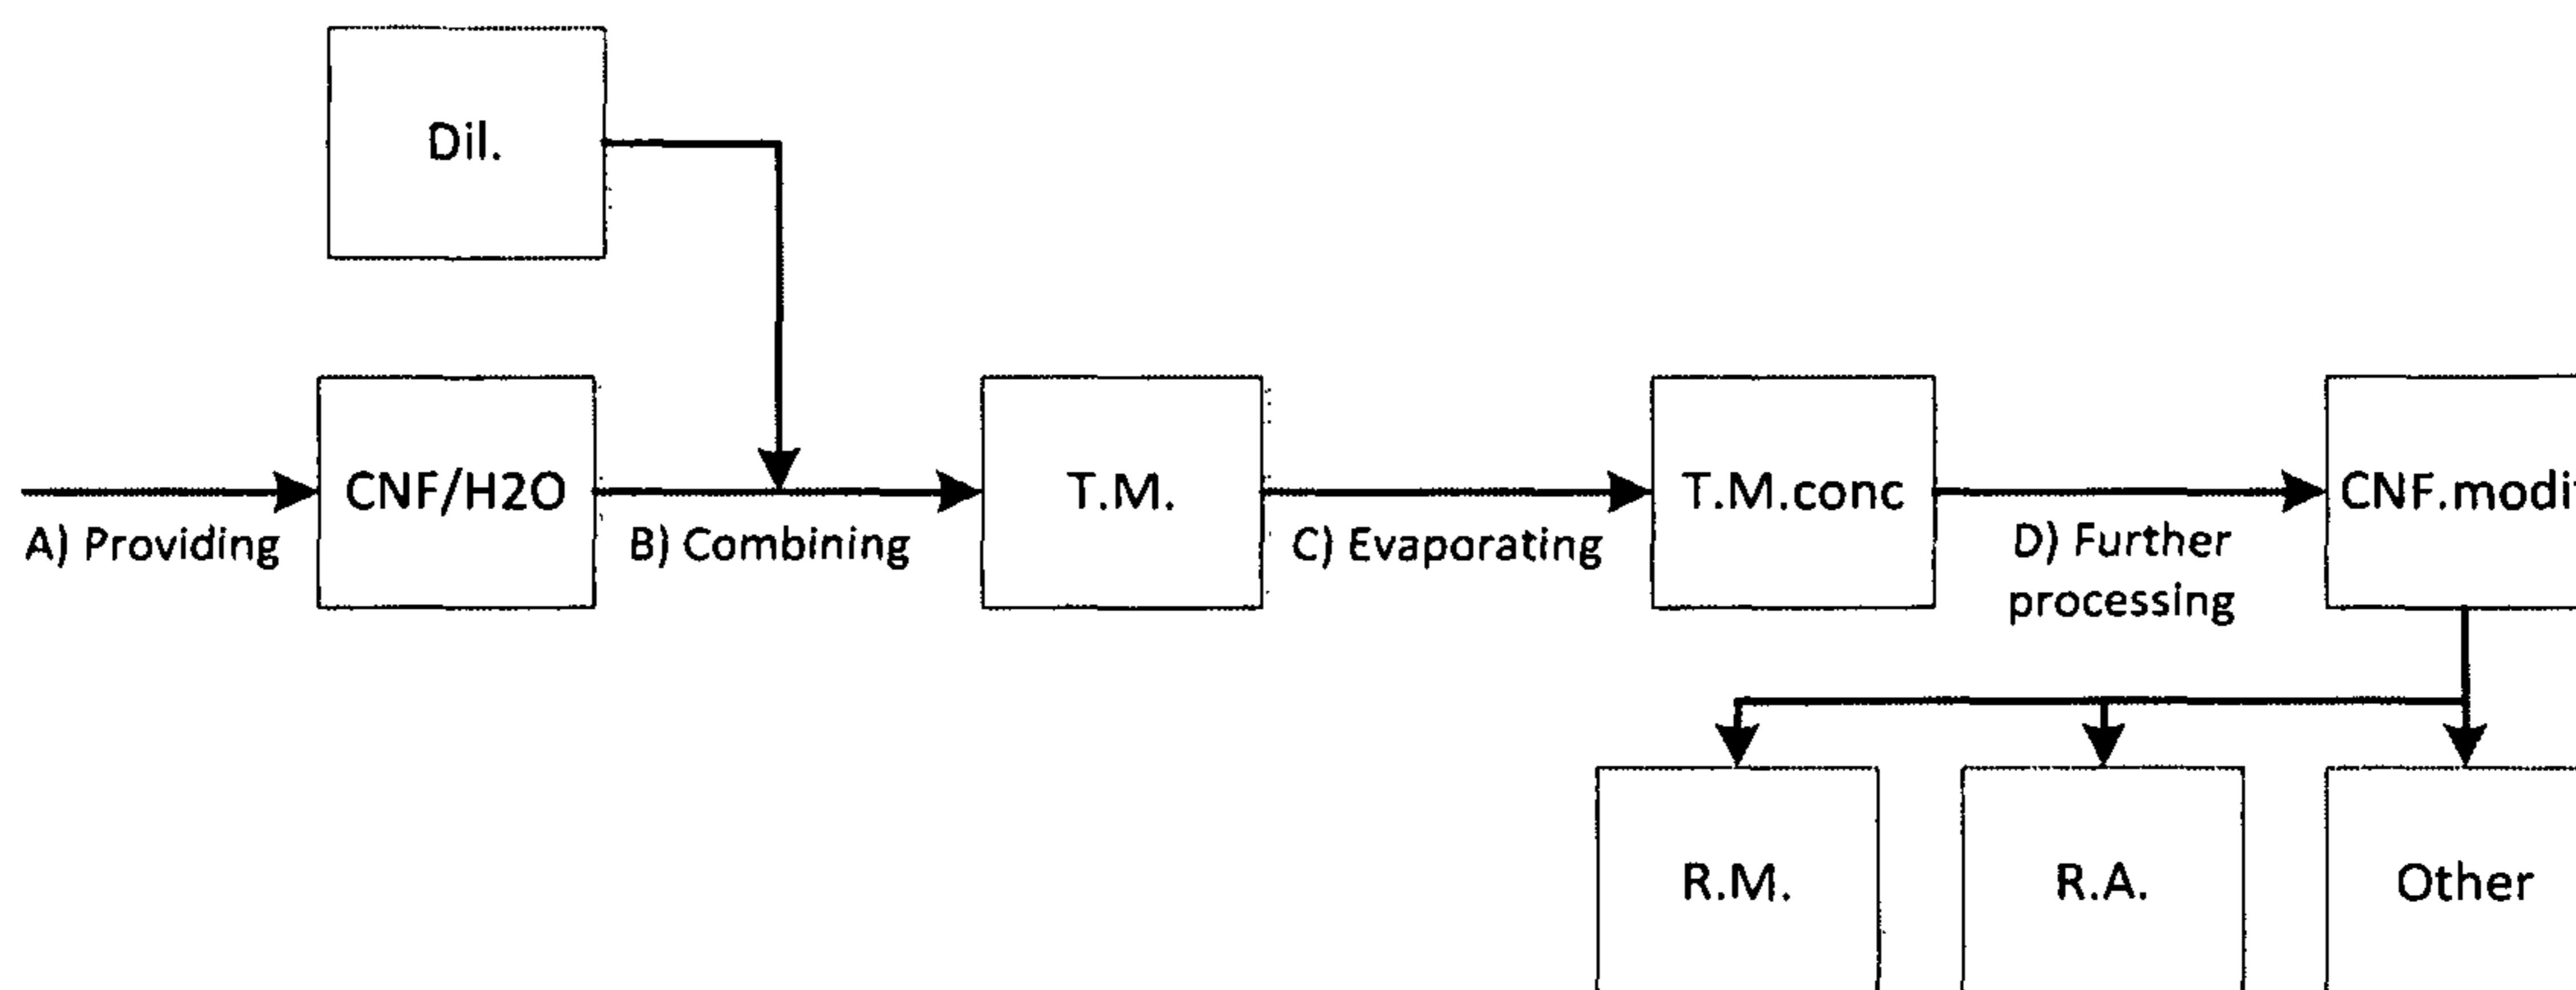 Dil.
CNF/H2O
T.M.
T.M.conc
A) Providing
B) Combining
C) Evaporating
D) Further
processing
R.M.
R.A.
Other